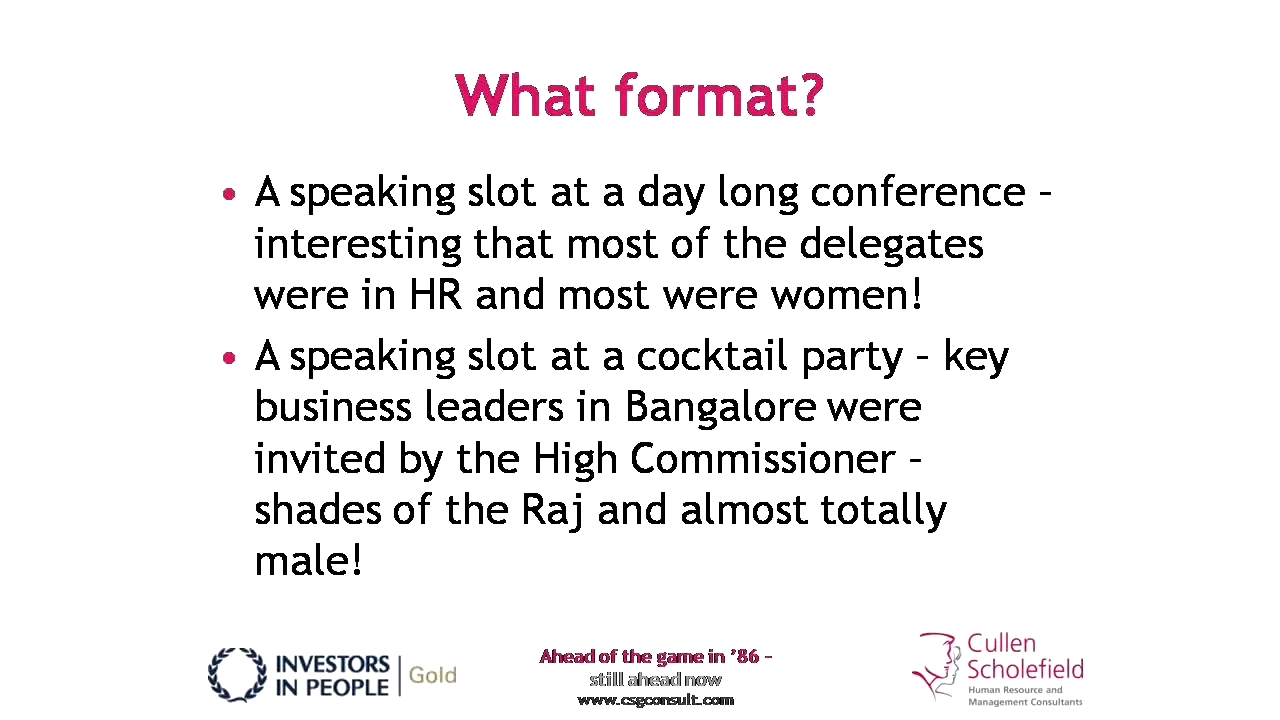 What format?
• A speaking slot at a day long conference –
interesting that most of the delegates
were in HR and most were women!
• A speaking slot at a cocktail party – key
business leaders in Bangalore were
invited by the High Commissioner –
shades of the Raj and almost totally
male!
INVESTORS
IN PEOPLE
Gold
Ahead of the game in ’86 –
still ahead now
www.csgconsult.com
Cullen
Scholefield
Human Resource and
Management Consultants